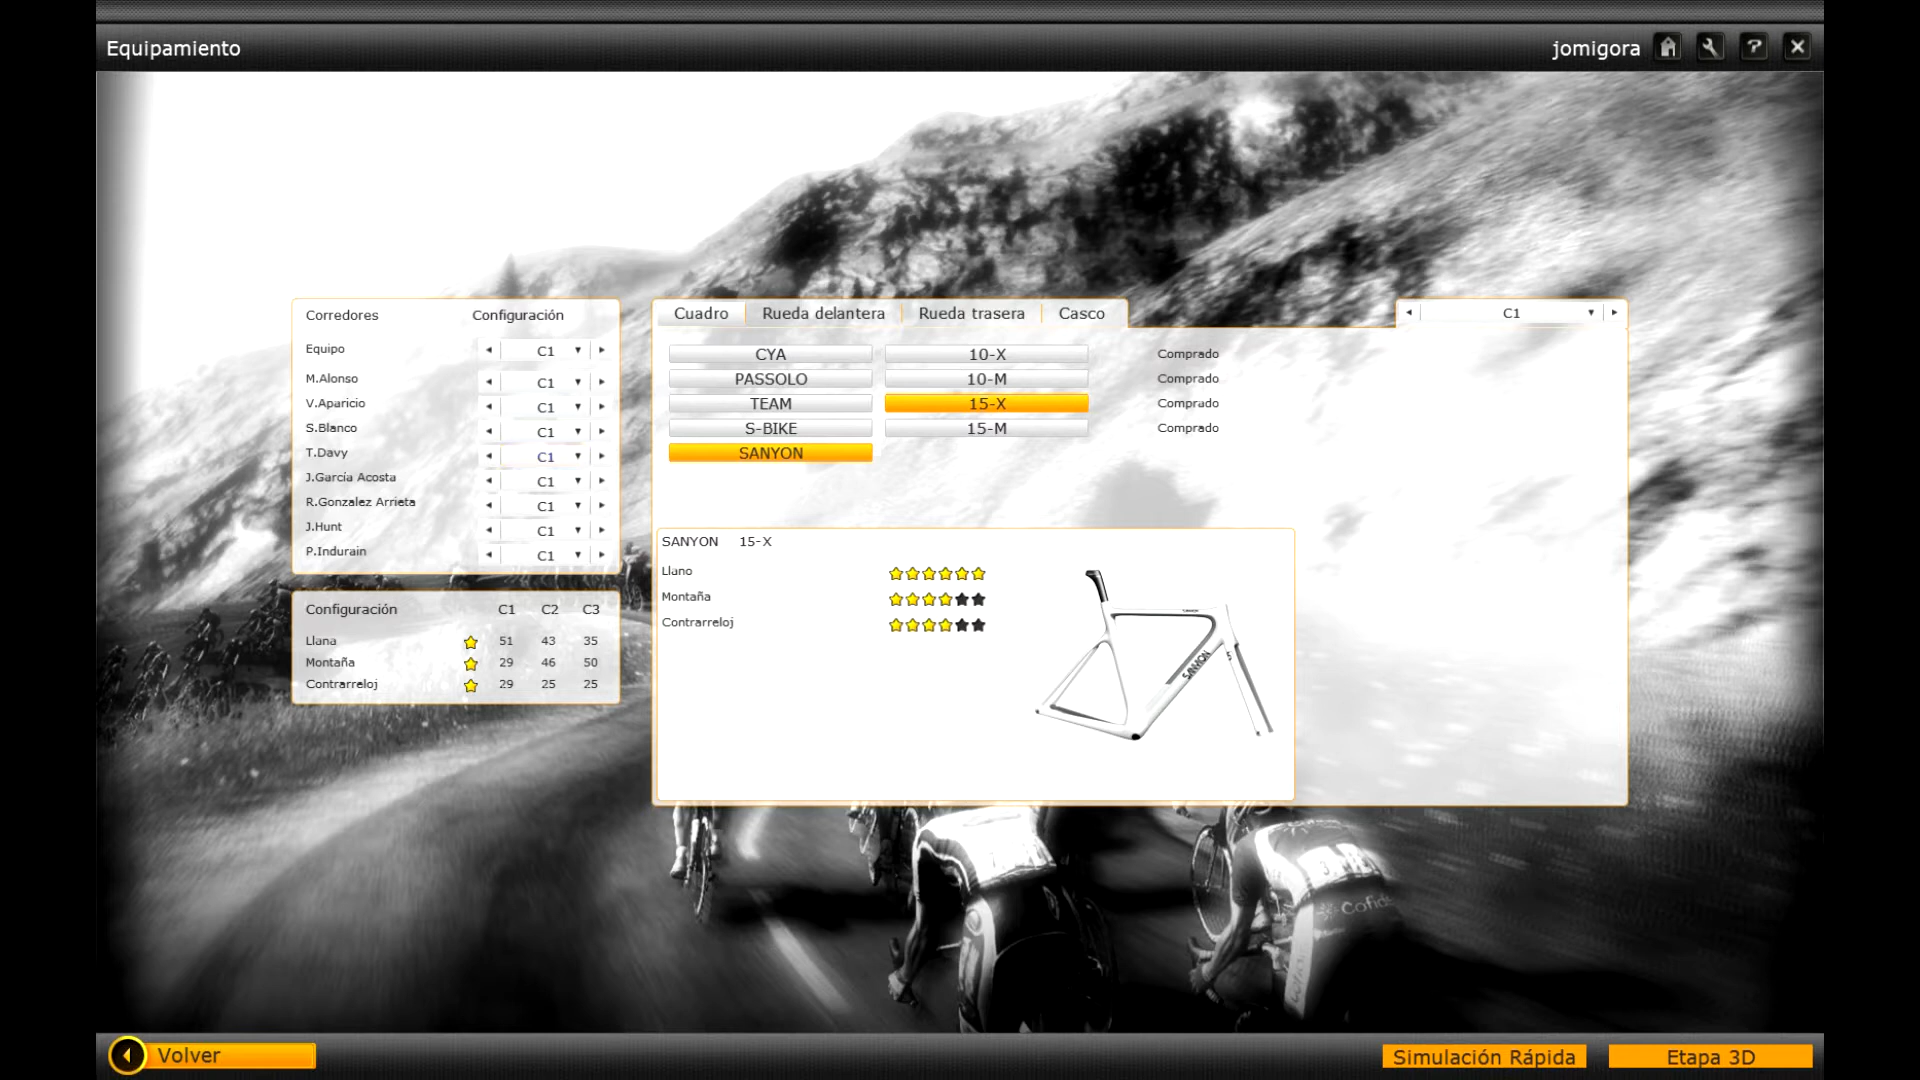 Equipamiento
jomigora
Corredores Configuración
Equipo C1
M.Alonso C1
V.Aparicio C1
S.Blanco C1
T.Davy C1
J.García Acosta C1
R.Gonzalez Arrieta C1
J.Hunt C1
P.Indurain C1
Configuración C1 C2 C3
Llana 51 43 35
Montaña 29 46 50
Contrarreloj 29 25 25
Cuadro Rueda delantera Rueda trasera Casco
C1
CYA 10-X Comprado
PASSOLO 10-M Comprado
TEAM 15-X Comprado
S-BIKE 15-M Comprado
SANYON
SANYON 15-X
Llano
Montaña
Contrarreloj
SANYON
Cofidis
Volver
Simulación Rápida
Etapa 3D